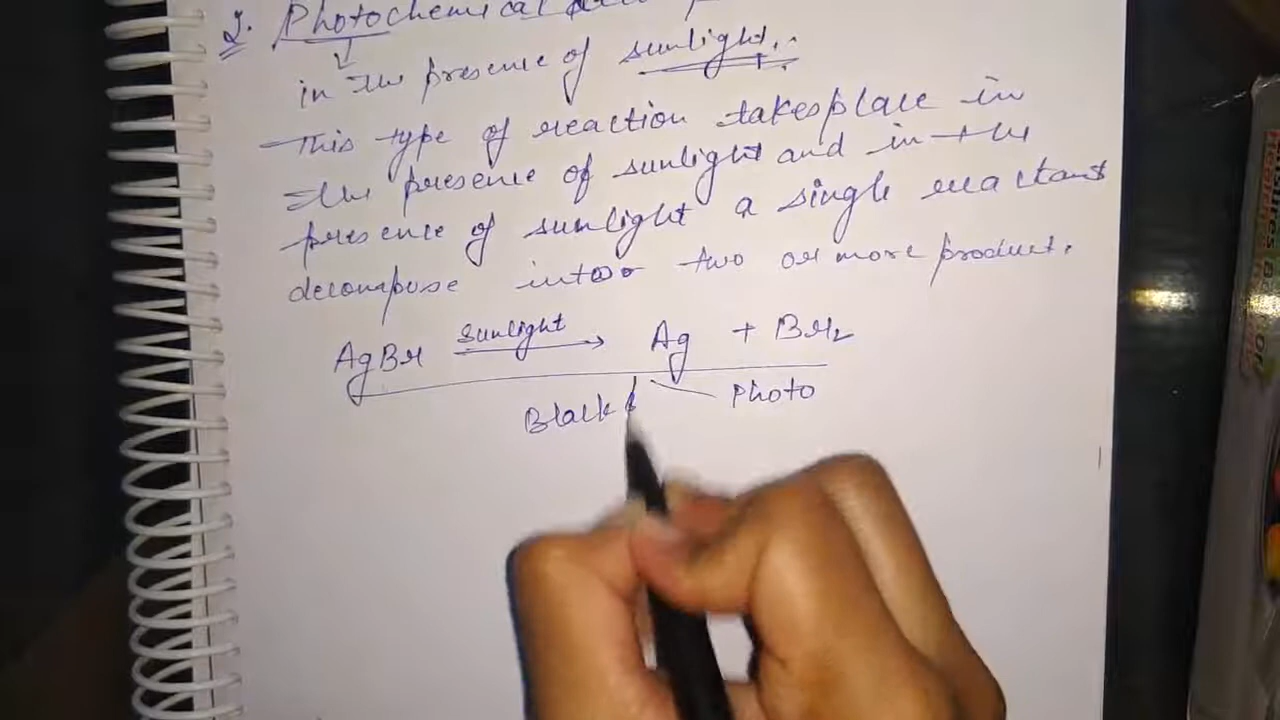 2. Photochemical
in the presence of sunlight.
This type of reaction takesplace in
the presence of sunlight and in the
presence of sunlight a single reactant
decompose into two or more product.
AgBr sunlight→ Ag + Br2
Black & Photo